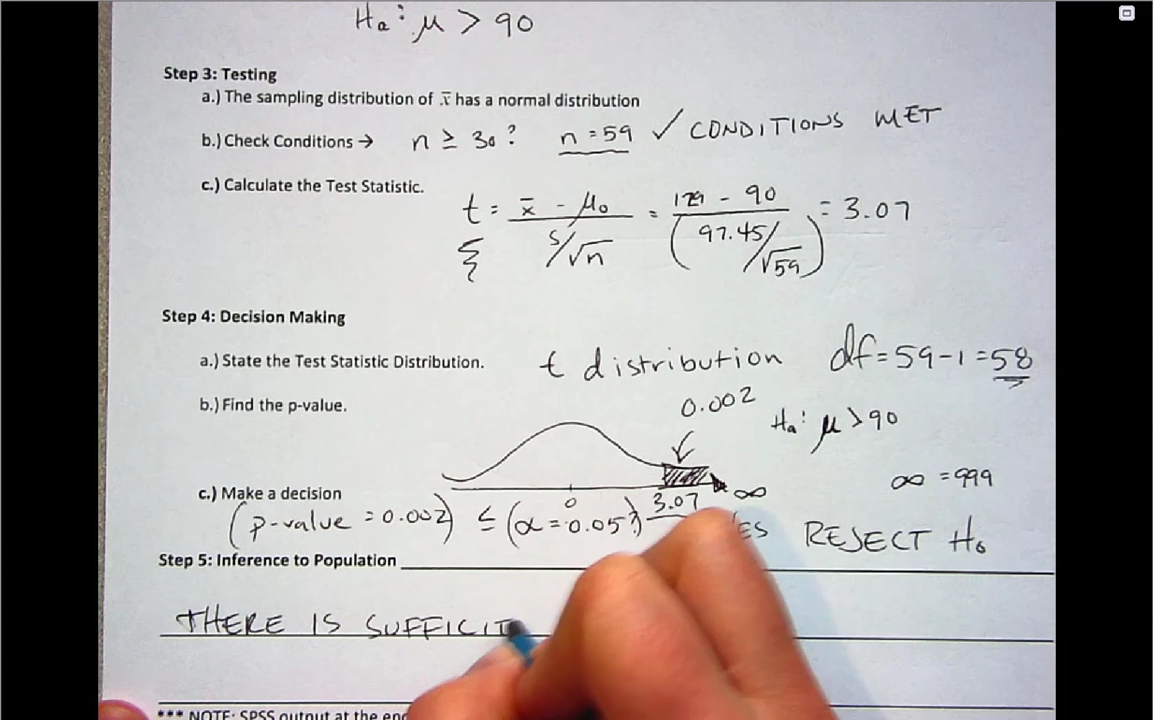 Ha: μ > 90
Step 3: Testing
a.) The sampling distribution of x̄ has a normal distribution
b.) Check Conditions → n ≥ 30 ? n = 59 ✓ CONDITIONS MET
c.) Calculate the Test Statistic.
t = x̄ - μ₀ / s/√n = 129 - 90 / (97.45/√59) = 3.07
Step 4: Decision Making
a.) State the Test Statistic Distribution. t distribution df = 59-1 = 58
b.) Find the p-value. 0.002 Ha: μ > 90
0 3.07 ∞ ∞ = 999
c.) Make a decision
(p-value = 0.002) ≤ (α = 0.05?) ES REJECT H₀
Step 5: Inference to Population
THERE IS SUFFICI
*** NOTE: SPSS output at the en